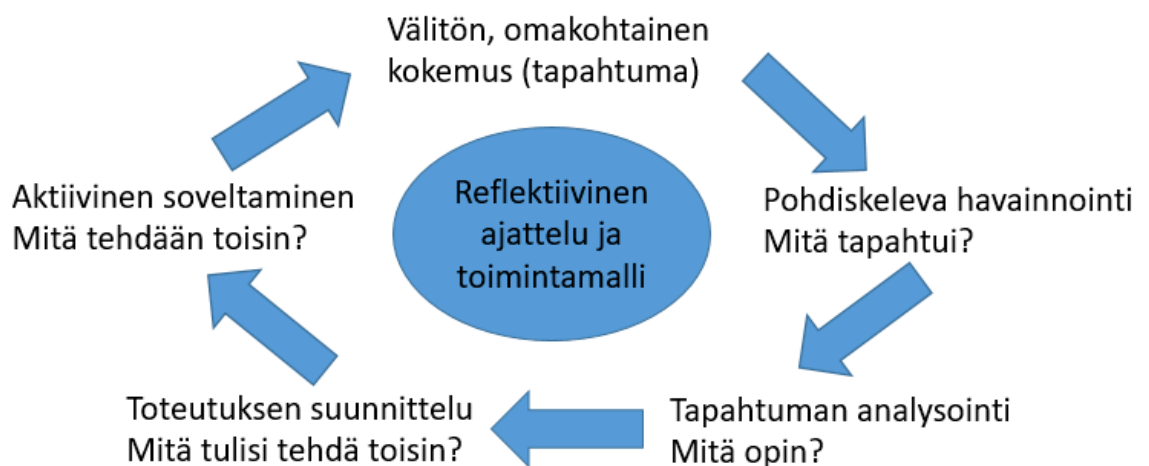 Välitön, omakohtainen
kokemus (tapahtuma)
Pohdiskeleva havainnointi
Mitä tapahtui?
Tapahtuman analysointi
Mitä opin?
Toteutuksen suunnittelu
Mitä tulisi tehdä toisin?
Aktiivinen soveltaminen
Mitä tehdään toisin?
Reflektiivinen
ajattelu ja
toimintamalli